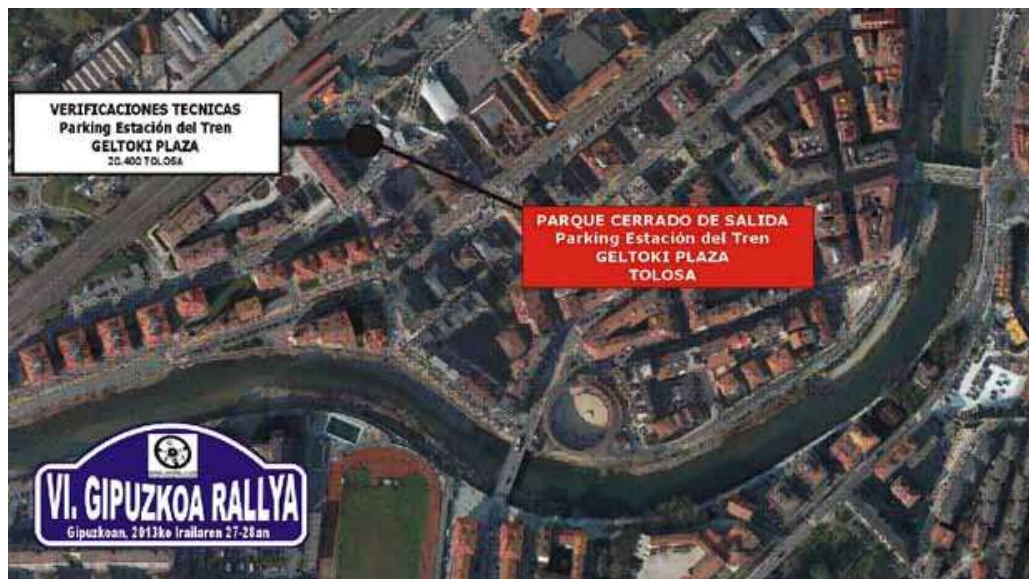 VERIFICACIONES TECNICAS
Parking Estación del Tren
GELTOKI PLAZA
20.400 TOLOSA
PARQUE CERRADO DE SALIDA
Parking Estación del Tren
GELTOKI PLAZA
TOLOSA
VI. GIPUZKOA RALLYA
Gipuzkoan, 2013ko Irailaren 27-28an